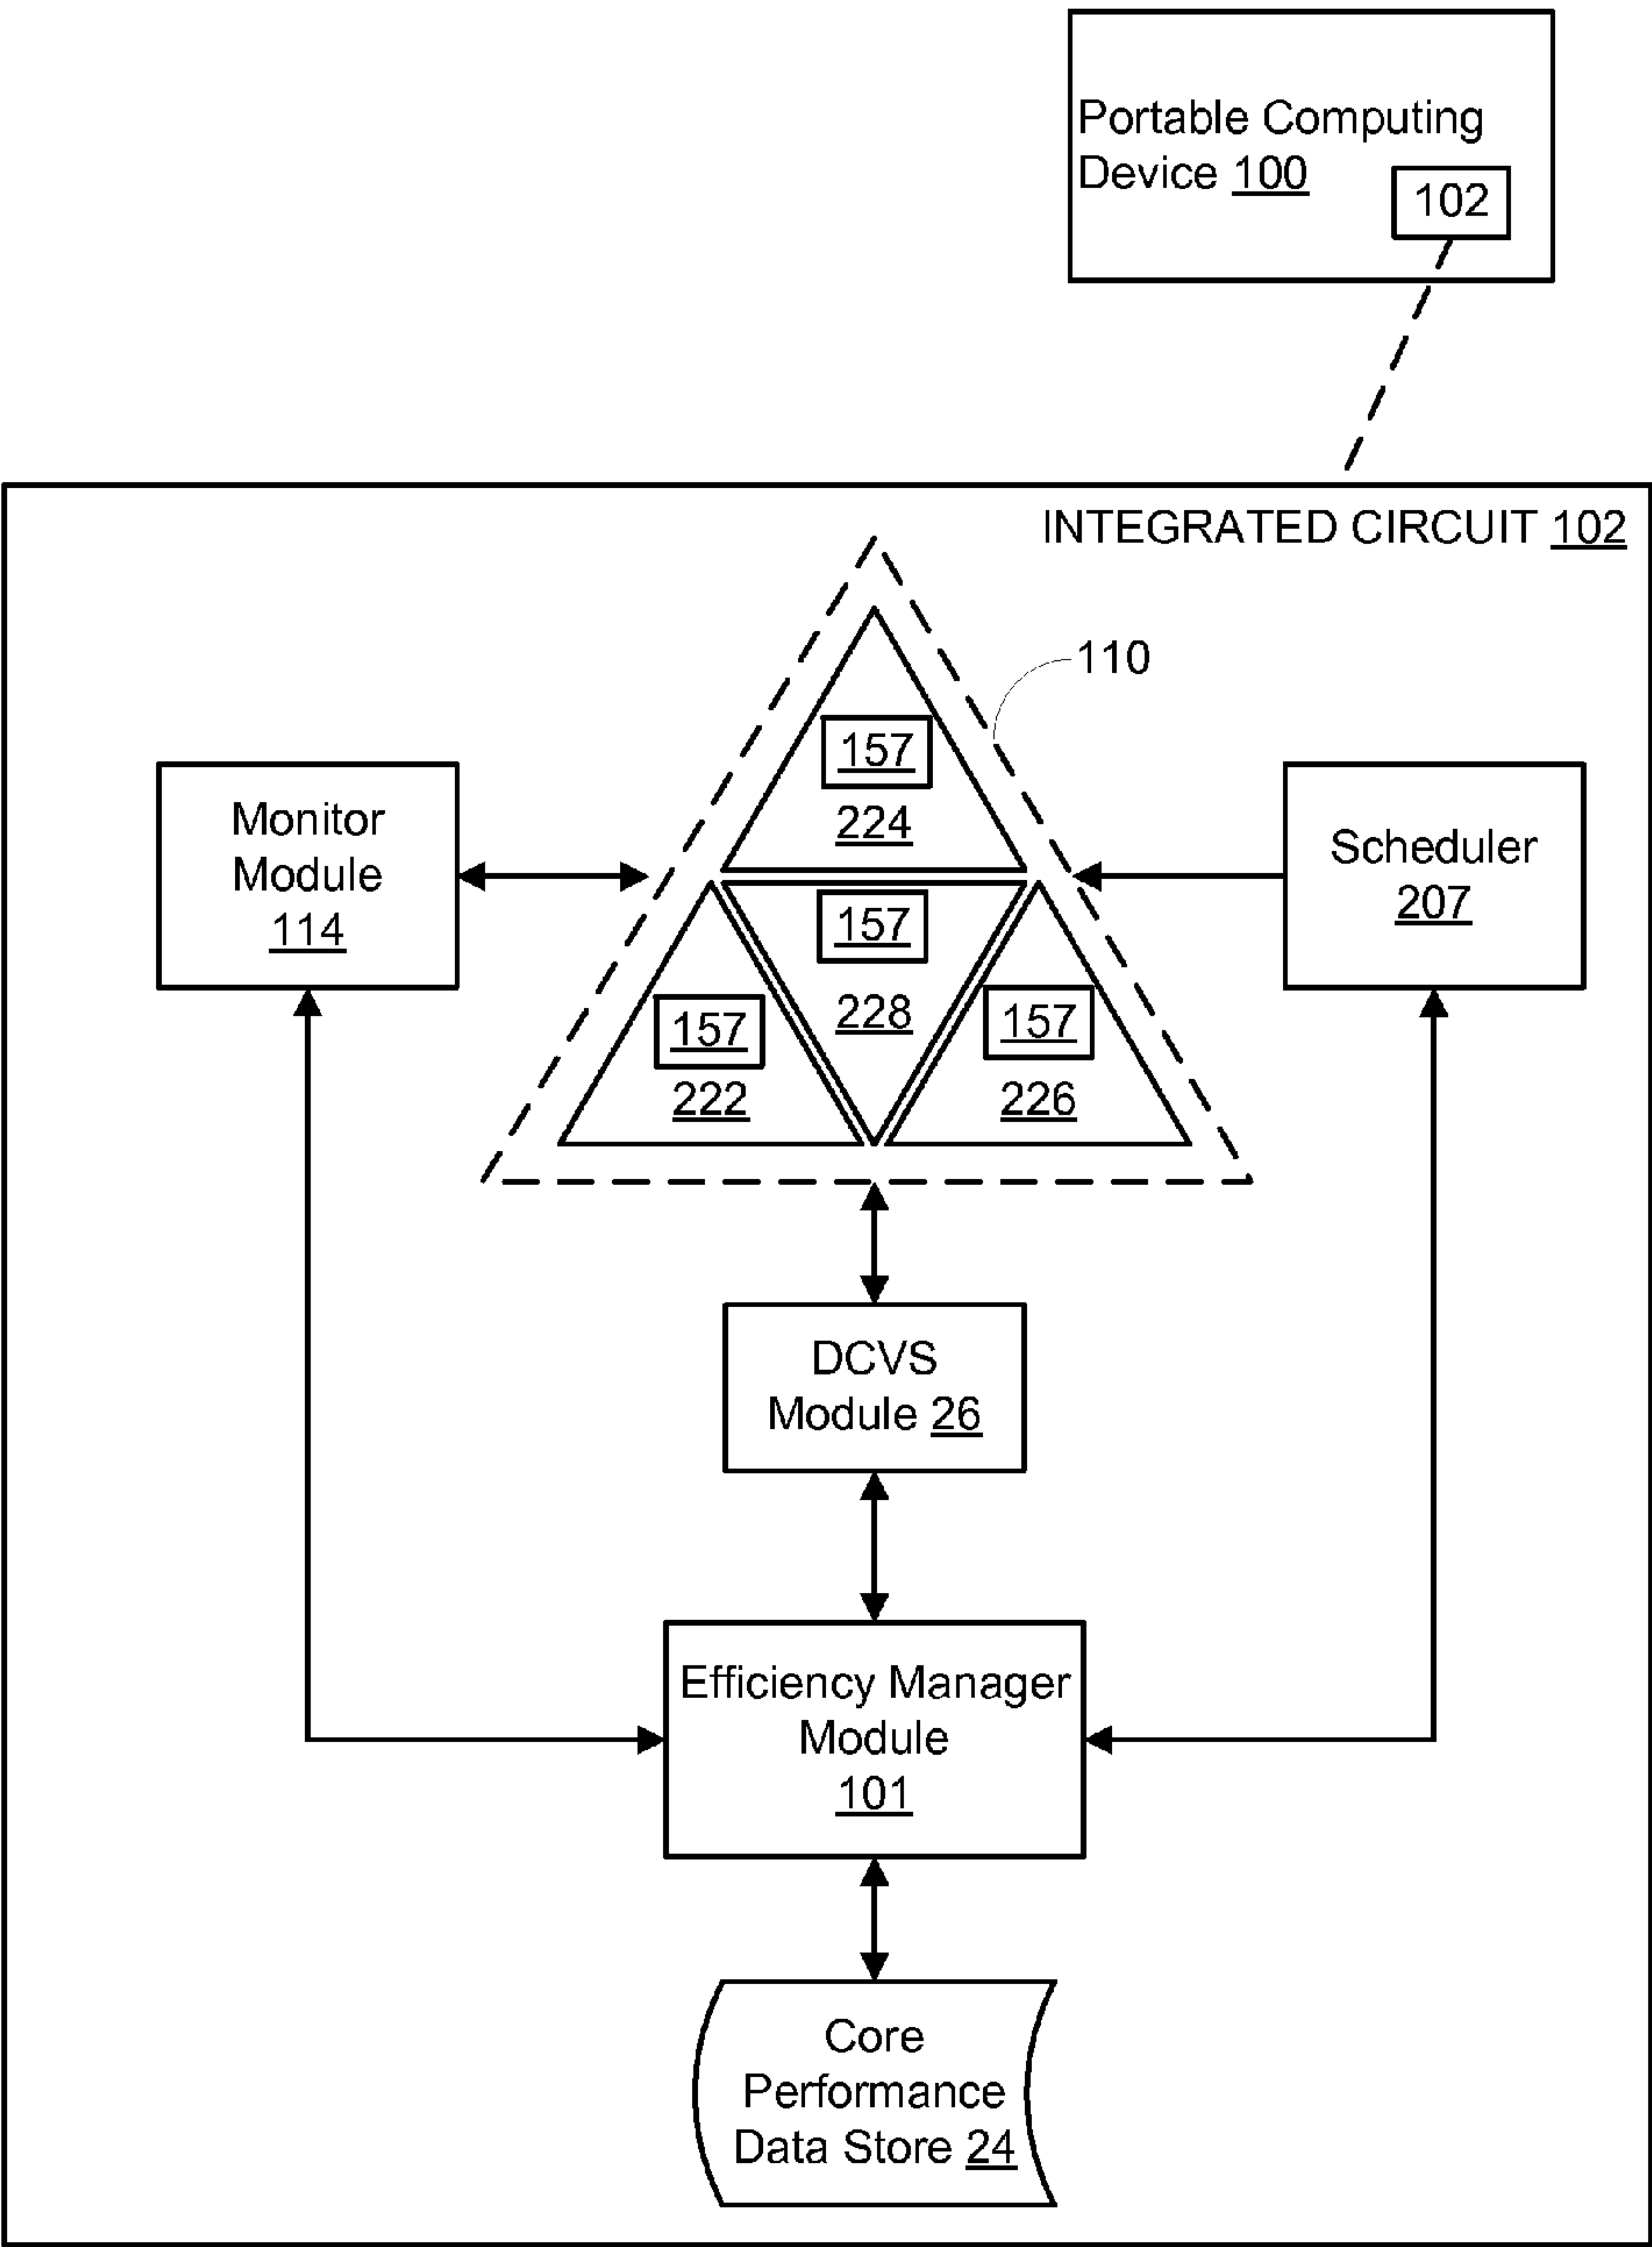 Portable Computing
Device 100
102
INTEGRATED CIRCUIT 102
110
157
224
Monitor
Module
114
Scheduler
207
157
228
157
222
157
226
DCVS
Module 26
Efficiency Manager
Module
101
Core
Performance
Data Store 24